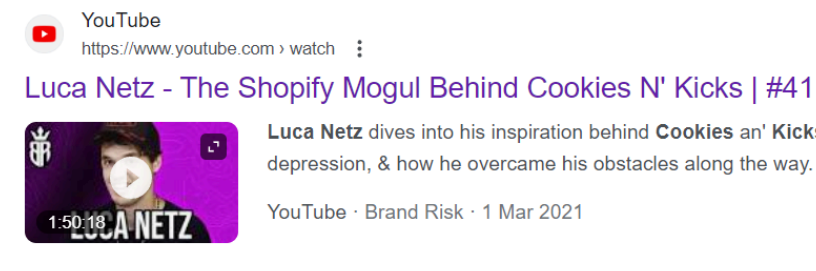 YouTube
https://www.youtube.com › watch
Luca Netz - The Shopify Mogul Behind Cookies N' Kicks | #41
Luca Netz dives into his inspiration behind Cookies an' Kicks
depression, & how he overcame his obstacles along the way.
1:50:18
LUCA NETZ
YouTube · Brand Risk · 1 Mar 2021